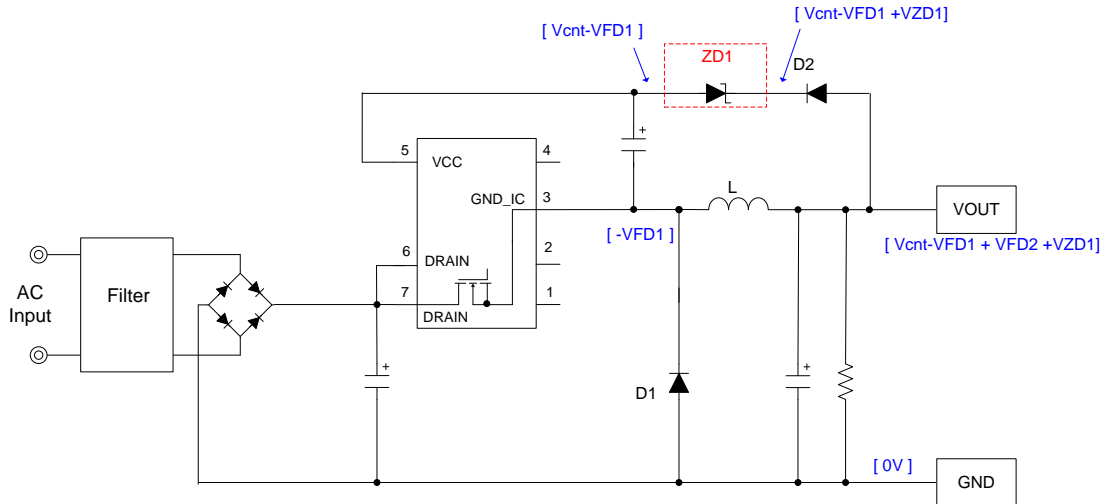 [ Vcnt-VFD1 +VZD1]
[ Vcnt-VFD1 ]
ZD1
D2
+
5
VCC
4
GND_IC
3
L
VOUT
[ -VFD1 ]
[ Vcnt-VFD1 + VFD2 +VZD1]
6
DRAIN
2
7
DRAIN
1
AC
Input
Filter
+
D1
+
[ 0V ]
GND